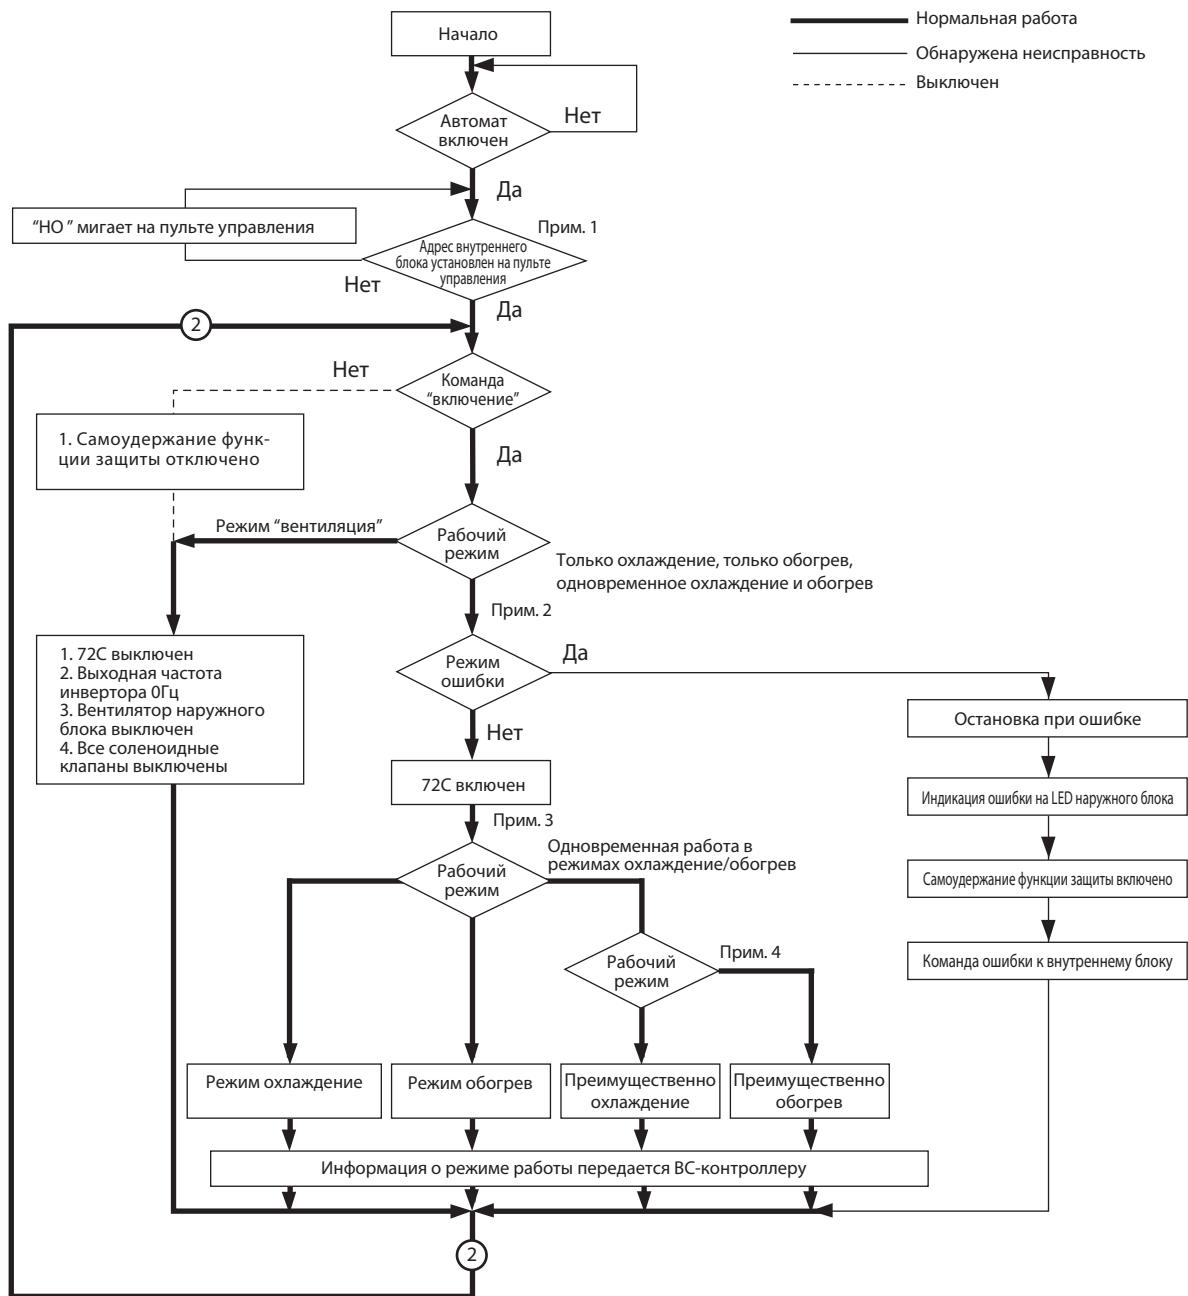 Начало
Нормальная работа
Обнаружена неисправность
Выключен
Автомат
включен
Нет
Да
“НО ” мигает на пульте управления
Прим. 1
Адрес внутреннего
блока установлен на пульте
управления
Нет
Да
2
Нет
Команда
“включение”
1. Самоудержание функ-
ции защиты отключено
Да
Режим “вентиляция”
Рабочий
режим
Только охлаждение, только обогрев,
одновременное охлаждение и обогрев
Прим. 2
1. 72С выключен
2. Выходная частота
инвертора 0Гц
3. Вентилятор наружного
блока выключен
4. Все соленоидные
клапаны выключены
Режим
ошибки
Да
Нет
Остановка при ошибке
72С включен
Индикация ошибки на LED наружного блока
Прим. 3
Рабочий
режим
Одновременная работа в
режимах охлаждение/обогрев
Самоудержание функции защиты включено
Рабочий
режим
Прим. 4
Команда ошибки к внутреннему блоку
Режим охлаждение
Режим обогрев
Преимущественно
охлаждение
Преимущественно
обогрев
Информация о режиме работы передается ВС-контроллеру
2